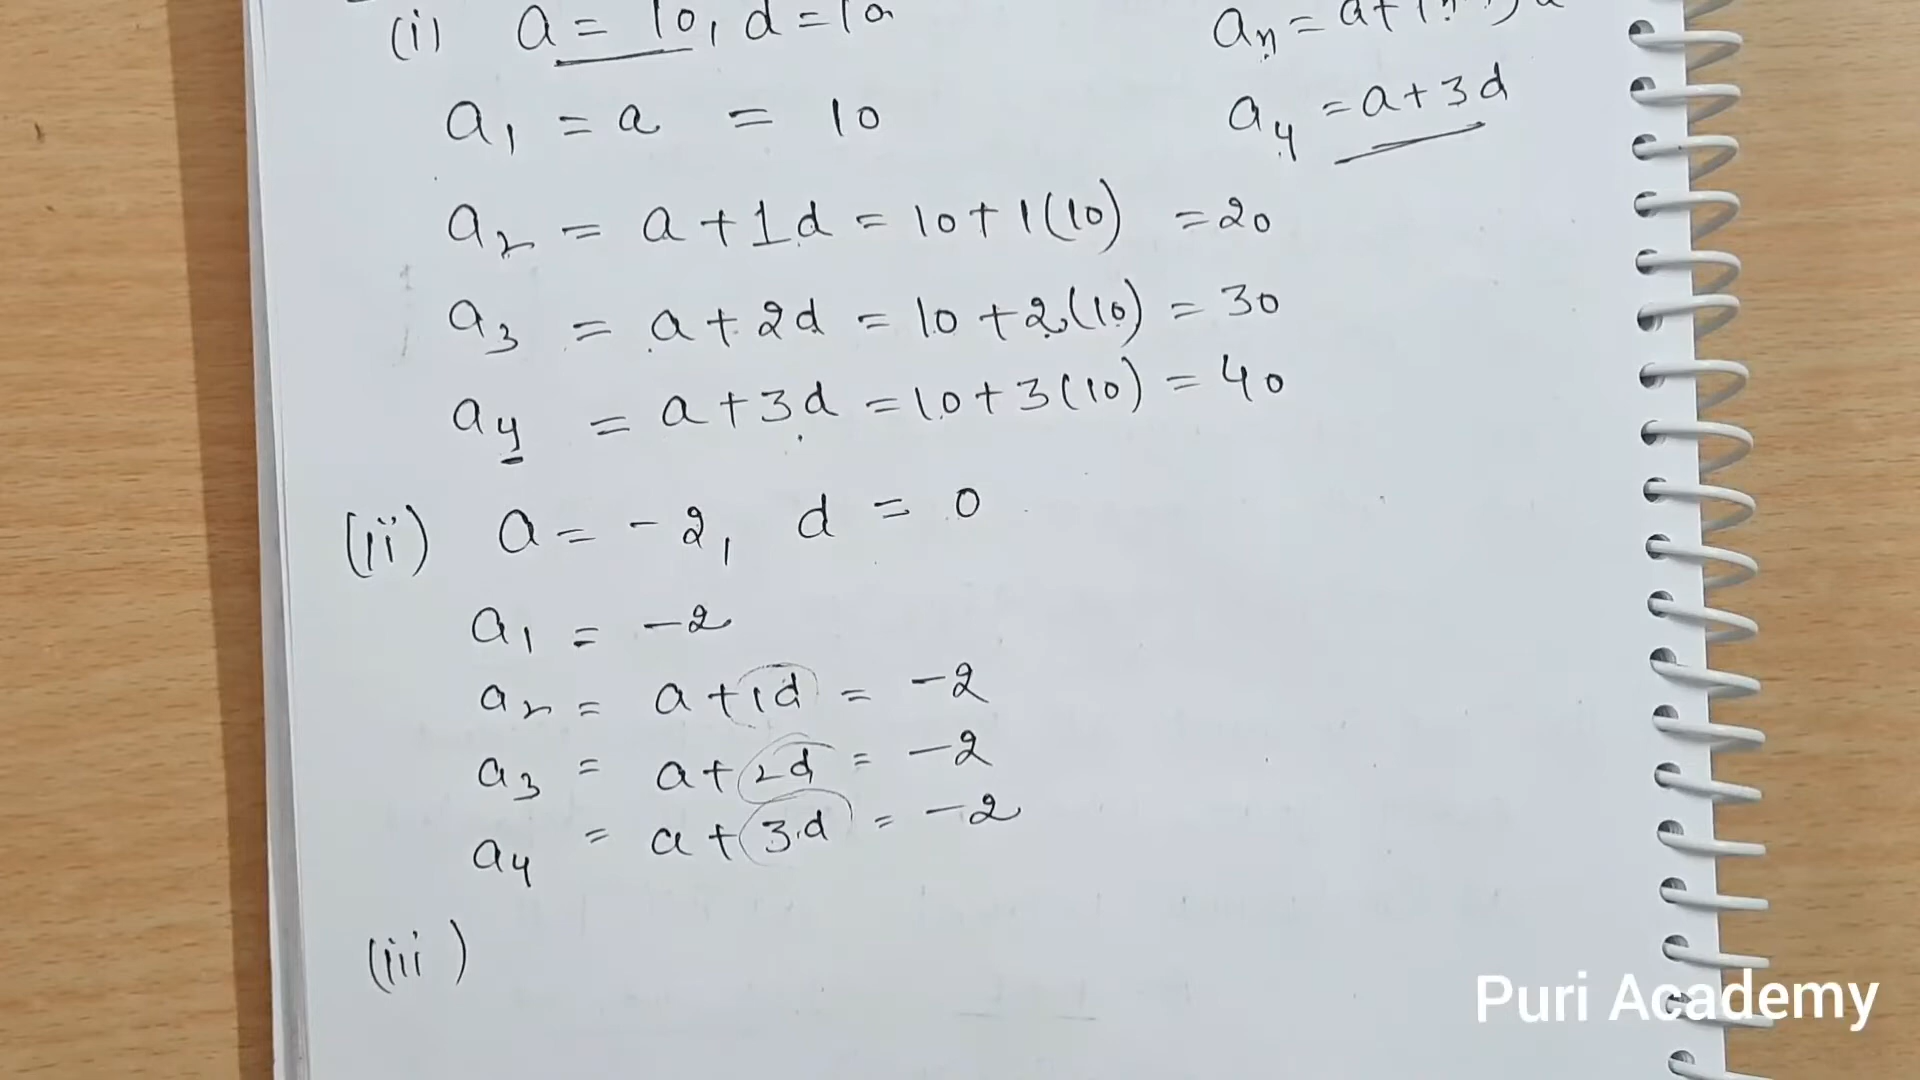 (i) a = 10, d = 10
aₙ = a +
a₁ = a = 10
a₄ = a + 3d
a₂ = a + 1d = 10 + 1(10) = 20
a₃ = a + 2d = 10 + 2(10) = 30
a₄ = a + 3d = 10 + 3(10) = 40
(ii) a = -2, d = 0
a₁ = -2
a₂ = a + 1d = -2
a₃ = a + 2d = -2
a₄ = a + 3d = -2
(iii)
Puri Academy